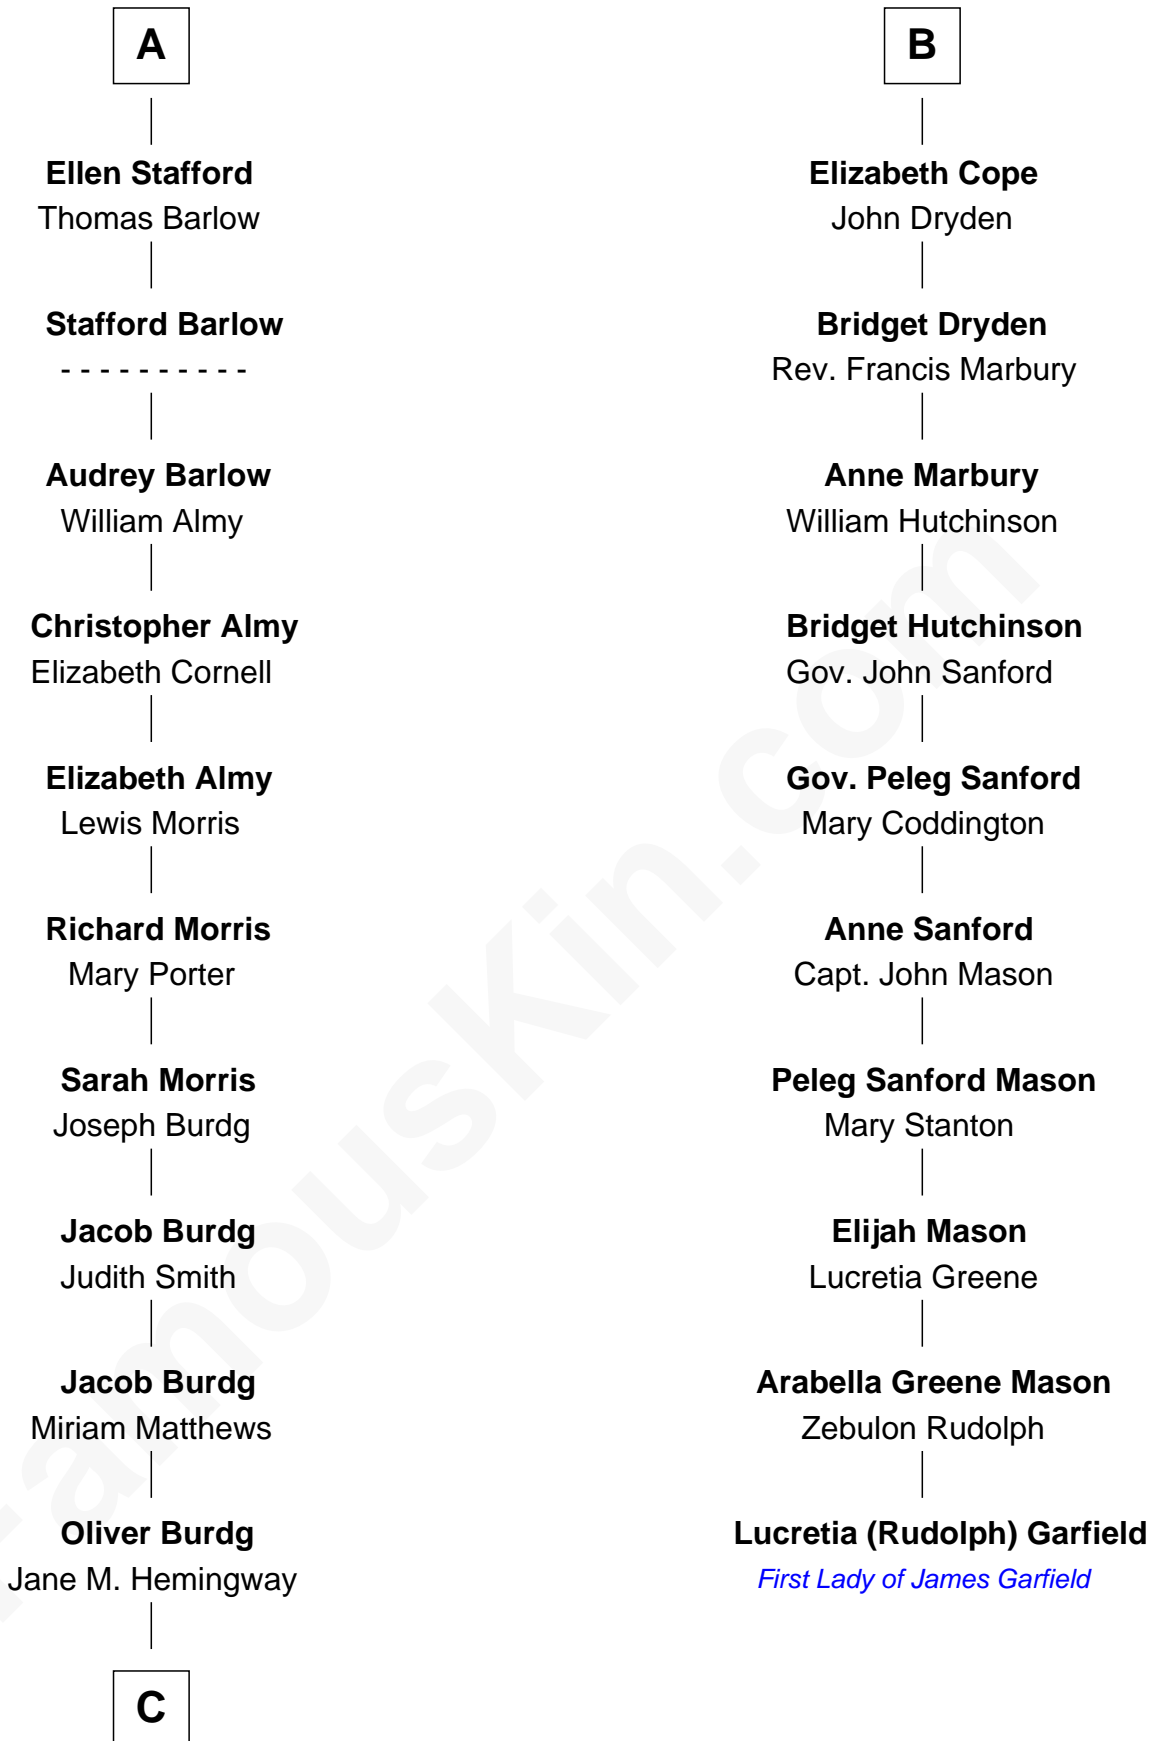 A
Ellen Stafford
Thomas Barlow
Stafford Barlow
- - - - - - - - - -
Audrey Barlow
William Almy
Christopher Almy
Elizabeth Cornell
Elizabeth Almy
Lewis Morris
Richard Morris
Mary Porter
Sarah Morris
Joseph Burdg
Jacob Burdg
Judith Smith
Jacob Burdg
Miriam Matthews
Oliver Burdg
Jane M. Hemingway
C
B
Elizabeth Cope
John Dryden
Bridget Dryden
Rev. Francis Marbury
Anne Marbury
William Hutchinson
Bridget Hutchinson
Gov. John Sanford
Gov. Peleg Sanford
Mary Coddington
Anne Sanford
Capt. John Mason
Peleg Sanford Mason
Mary Stanton
Elijah Mason
Lucretia Greene
Arabella Greene Mason
Zebulon Rudolph
Lucretia (Rudolph) Garfield
First Lady of James Garfield
FamousKin.com